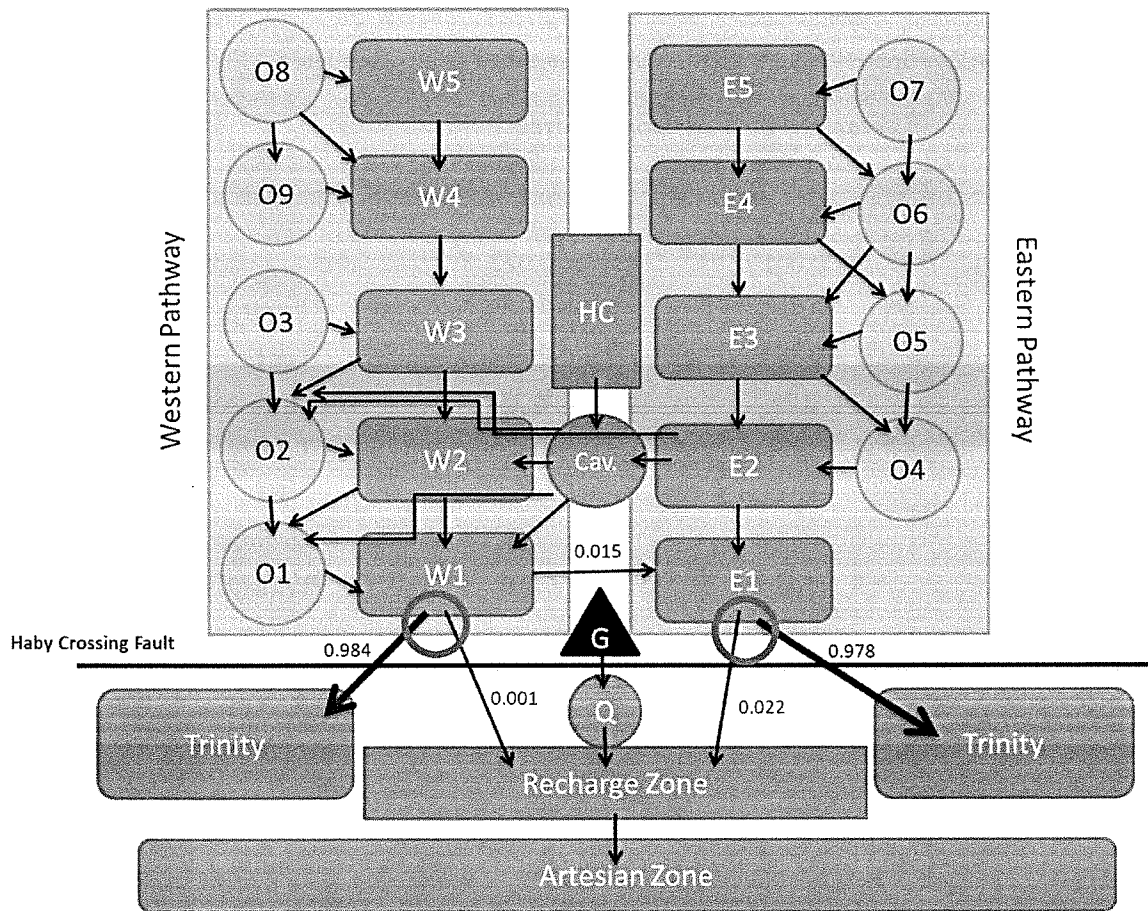 O8
W5
E5
O7
O9
W4
E4
O6
Western Pathway
Eastern Pathway
O3
W3
HC
E3
O5
O2
W2
Cav.
E2
O4
O1
W1
0.015
E1
G
Haby Crossing Fault
0.984
0.978
0.001
Q
0.022
Trinity
Trinity
Recharge Zone
Artesian Zone